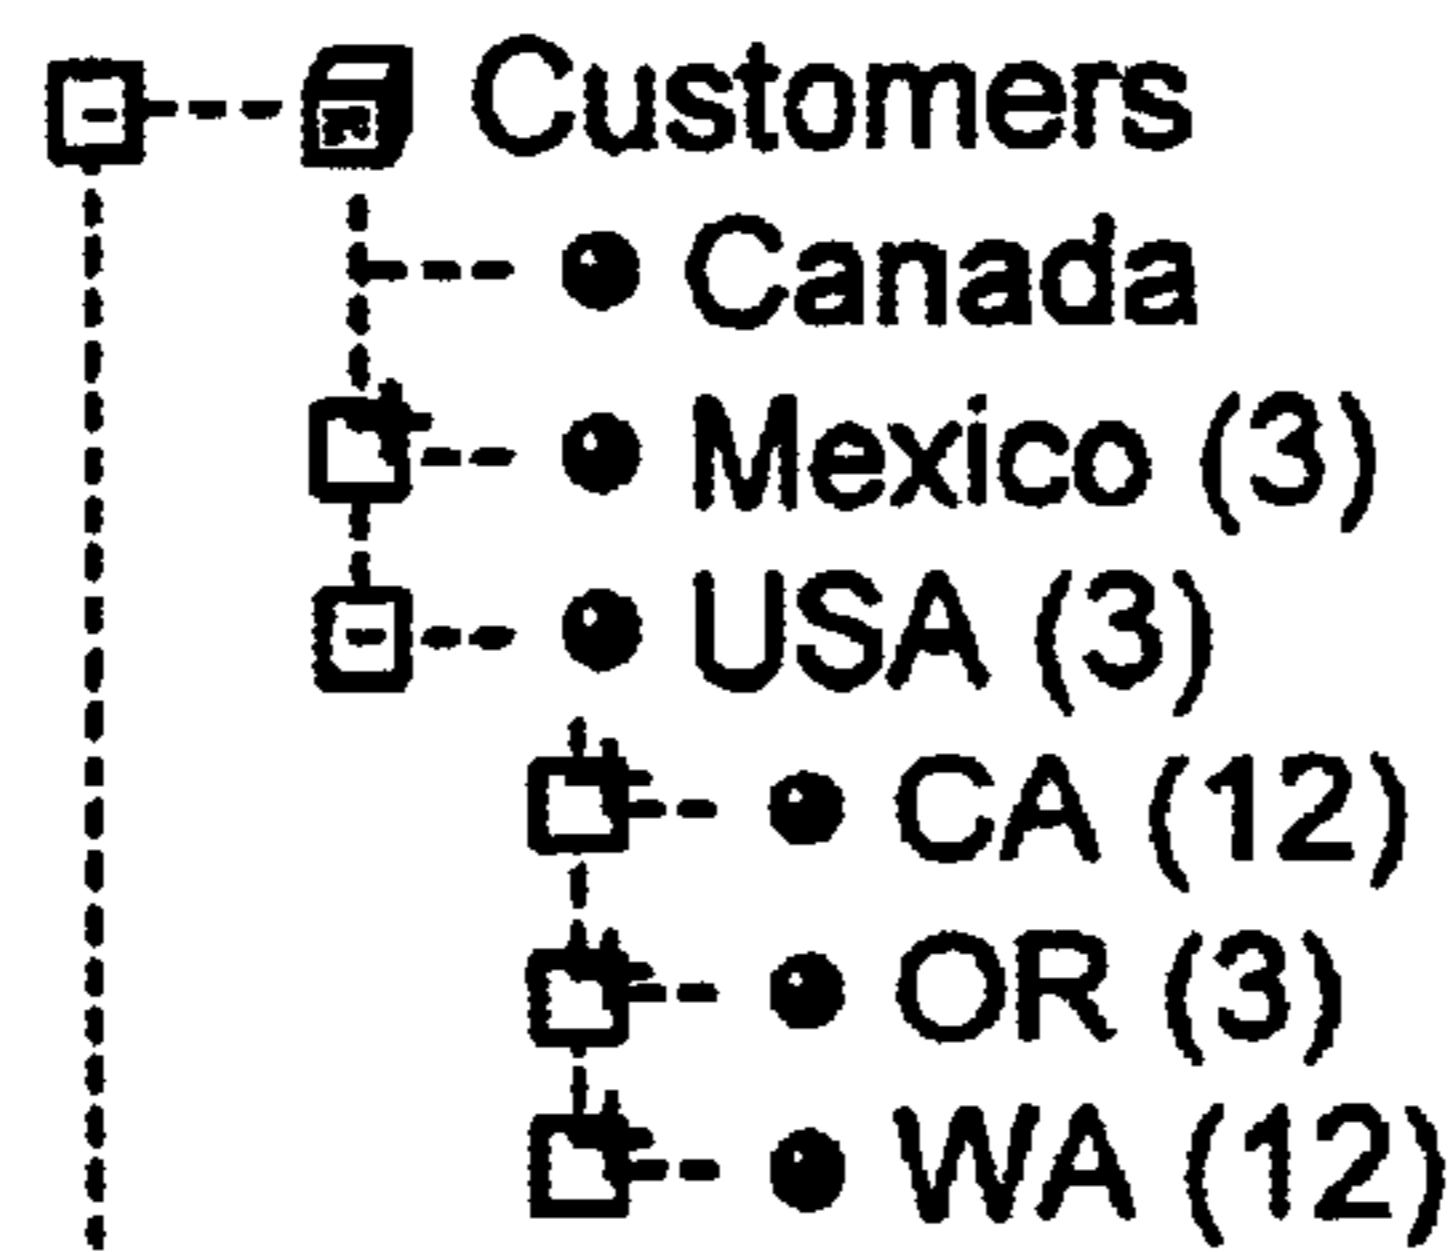 Customers
Canada
Mexico (3)
USA (3)
CA (12)
OR (3)
WA (12)